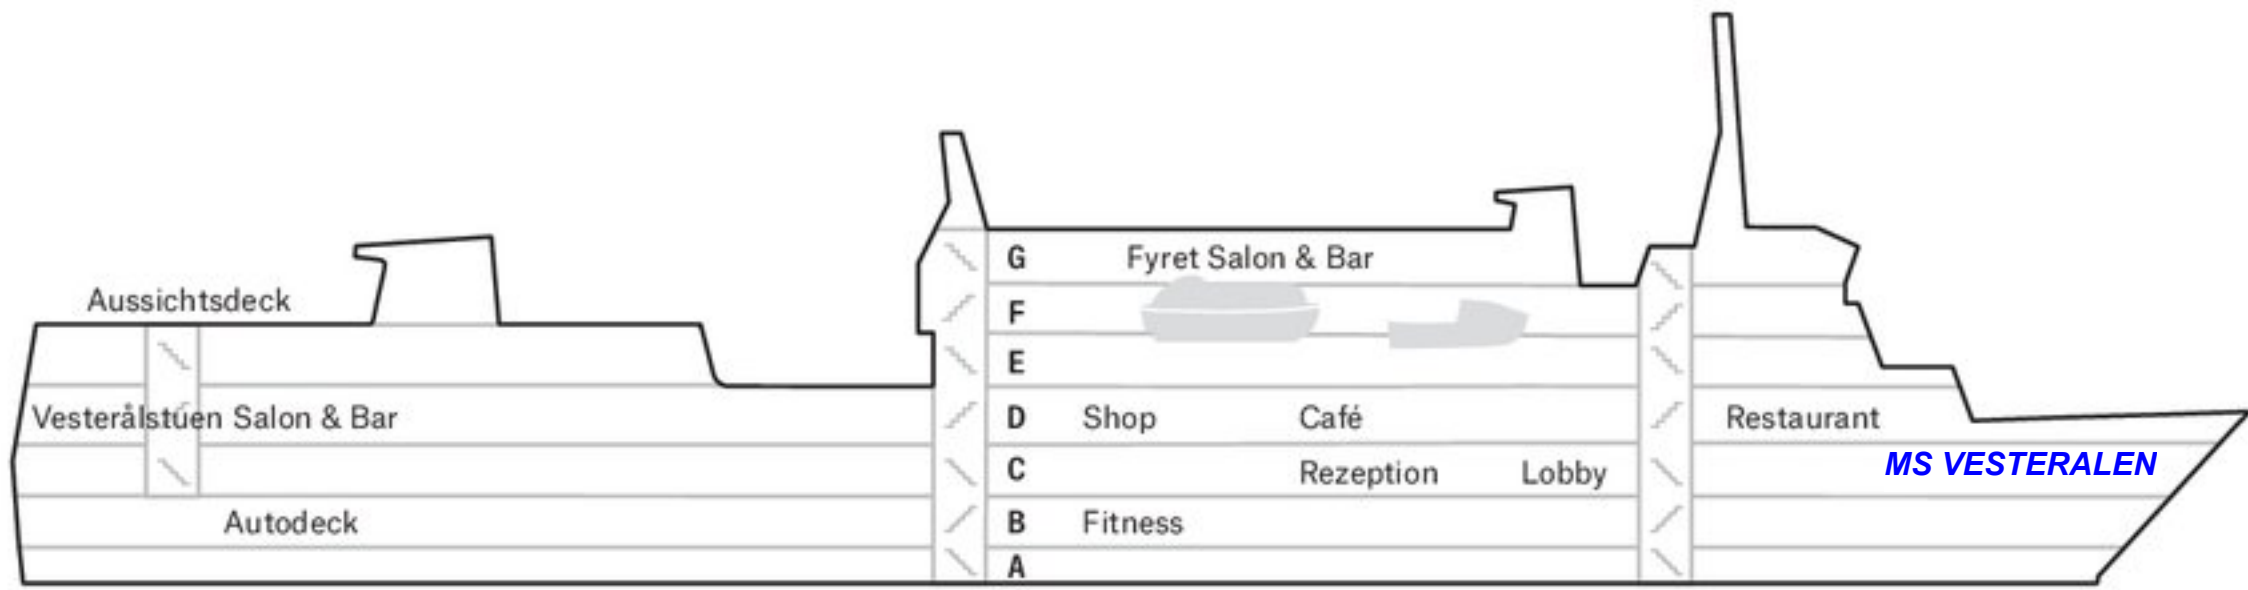 G Fyret Salon & Bar
Aussichtsdeck
F
E
Vesterålstuen Salon & Bar D Shop Café Restaurant
C Rezeption Lobby MS VESTERALEN
Autodeck B Fitness
A